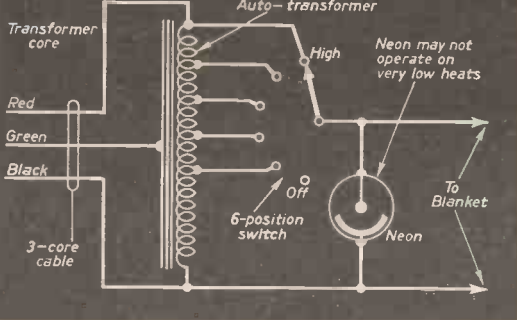 Auto-transformer
Transformer
core
High
Neon may not
operate on
very low heats
Red
Green
Black
To
Blanket
Off
6-position
switch
Neon
3-core
cable